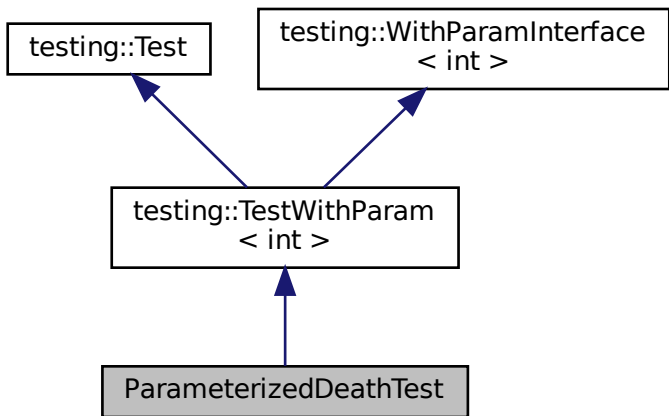 testing::Test
testing::WithParamInterface
< int >
testing::TestWithParam
< int >
ParameterizedDeathTest